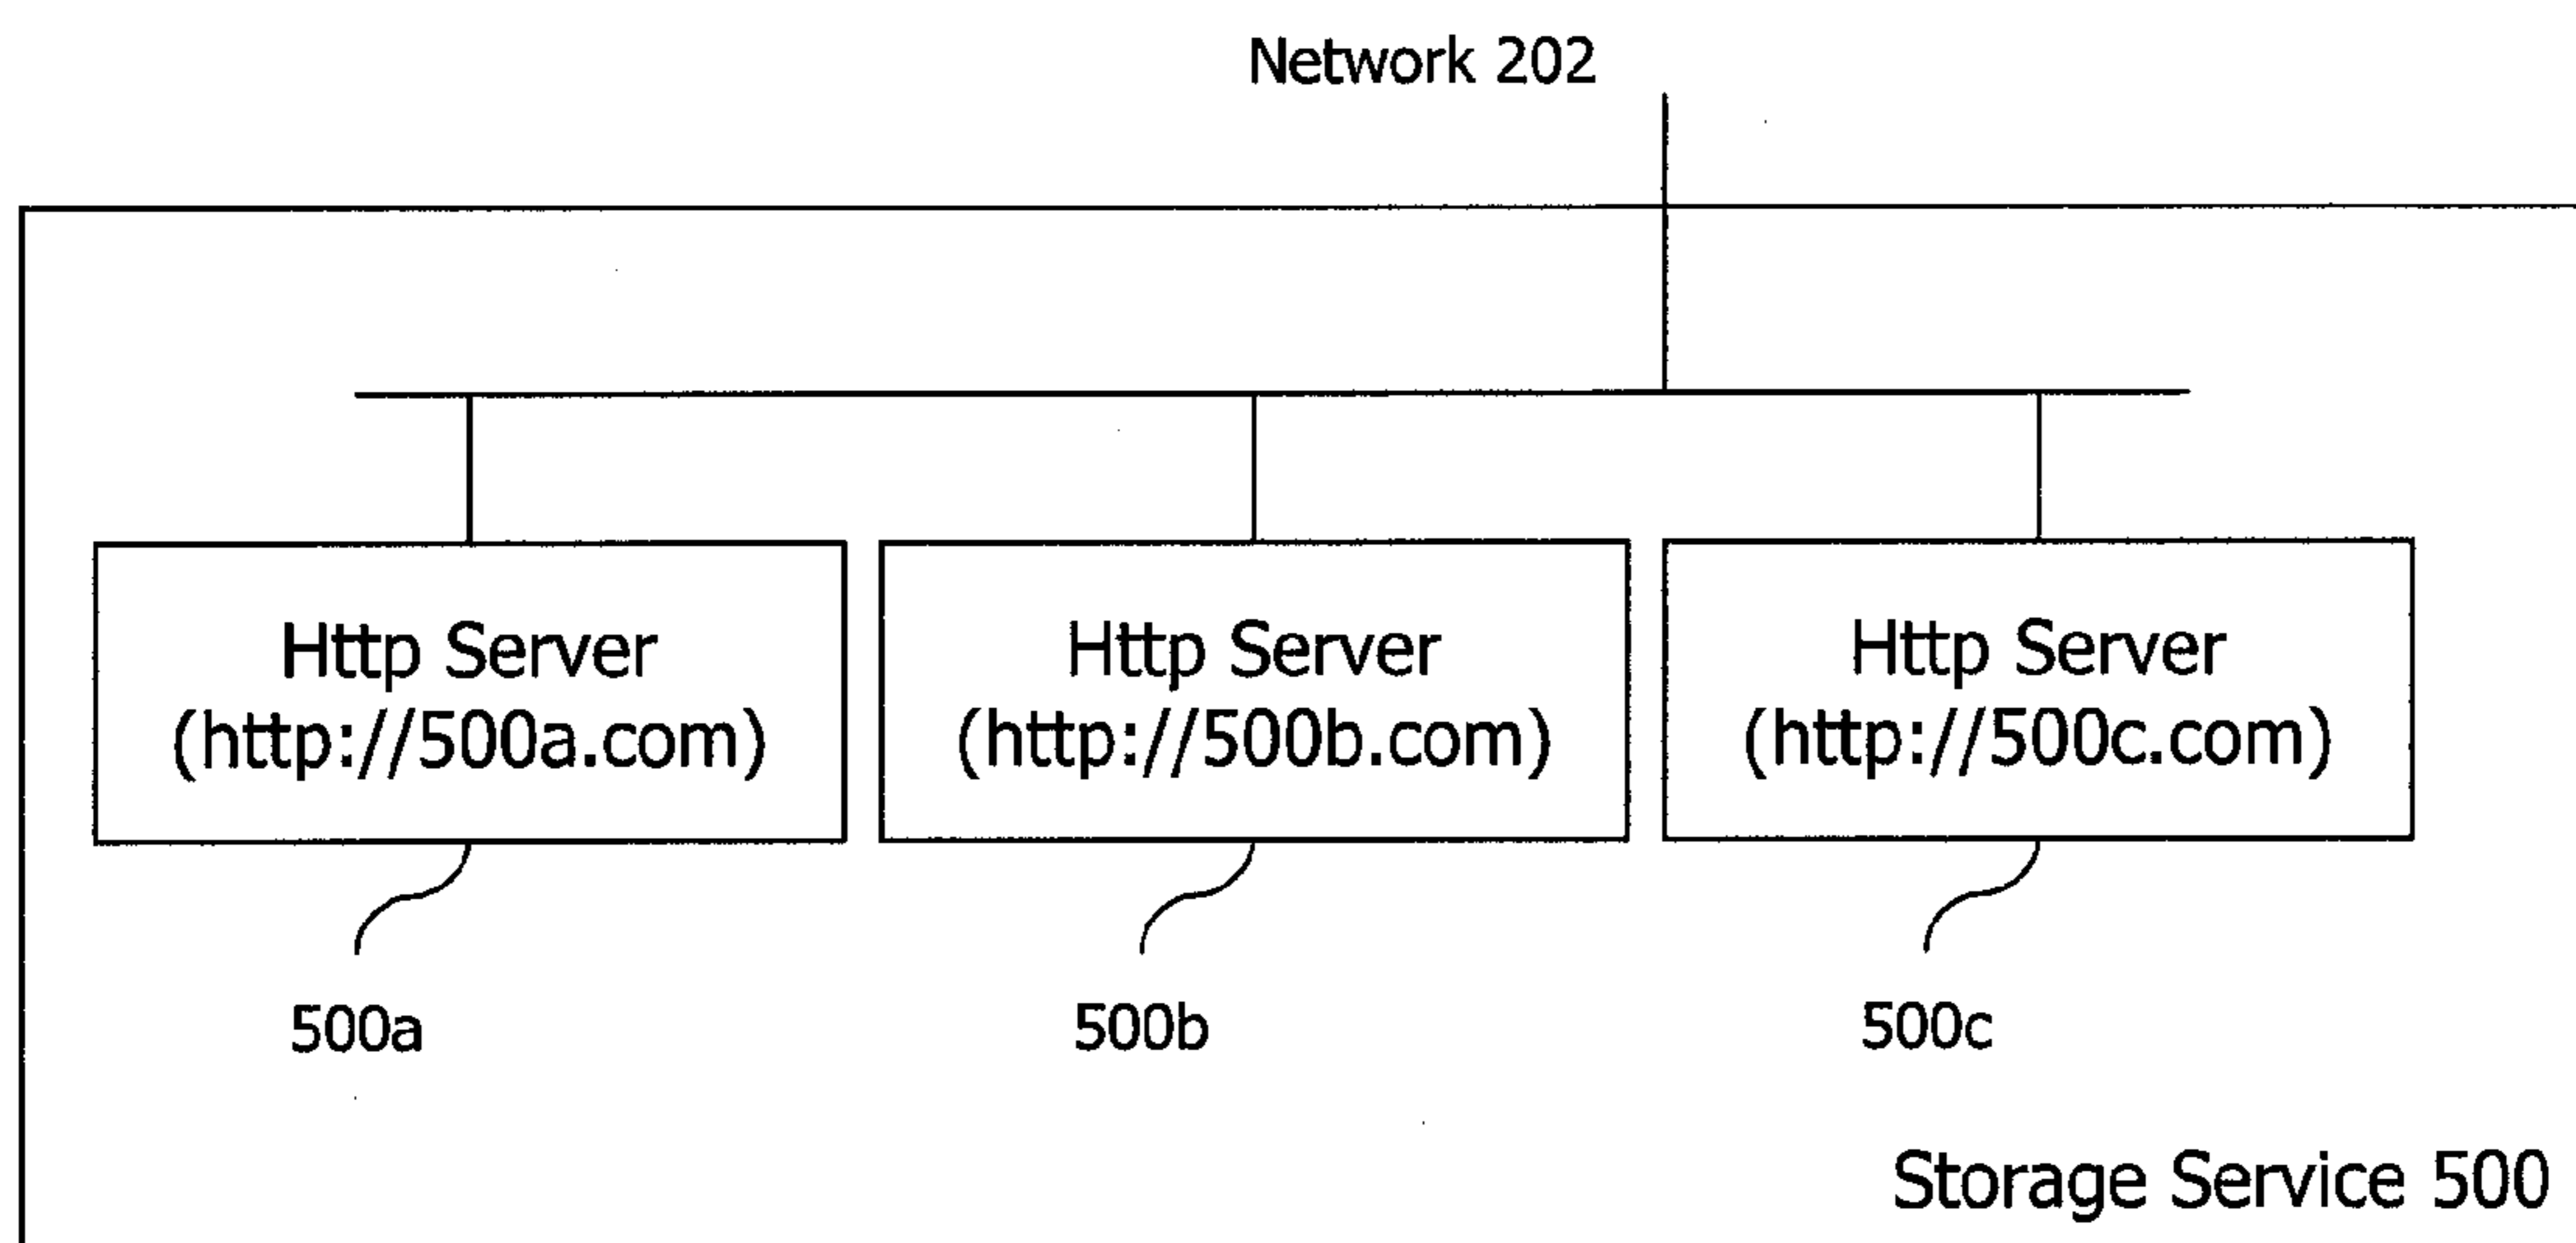 Network 202
Http Server
(http://500a.com)
Http Server
(http://500b.com)
Http Server
(http://500c.com)
500a
500b
500c
Storage Service 500